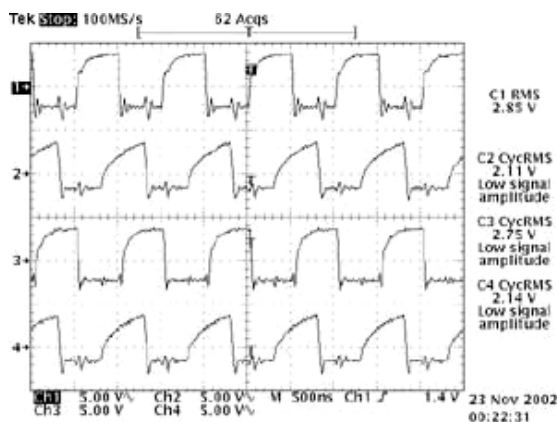 Tek Stop: 100MS/s 62 Acqs
1+
2+
3+
4+
C1 RMS
2.85 V
C2 CycRMS
2.11 V
Low signal
amplitude
C3 CycRMS
2.75 V
Low signal
amplitude
C4 CycRMS
2.14 V
Low signal
amplitude
Ch1 5.00 V Ch2 5.00 V M 500ns Ch1 1.4 V
Ch3 5.00 V Ch4 5.00 V
23 Nov 2002
00:22:31